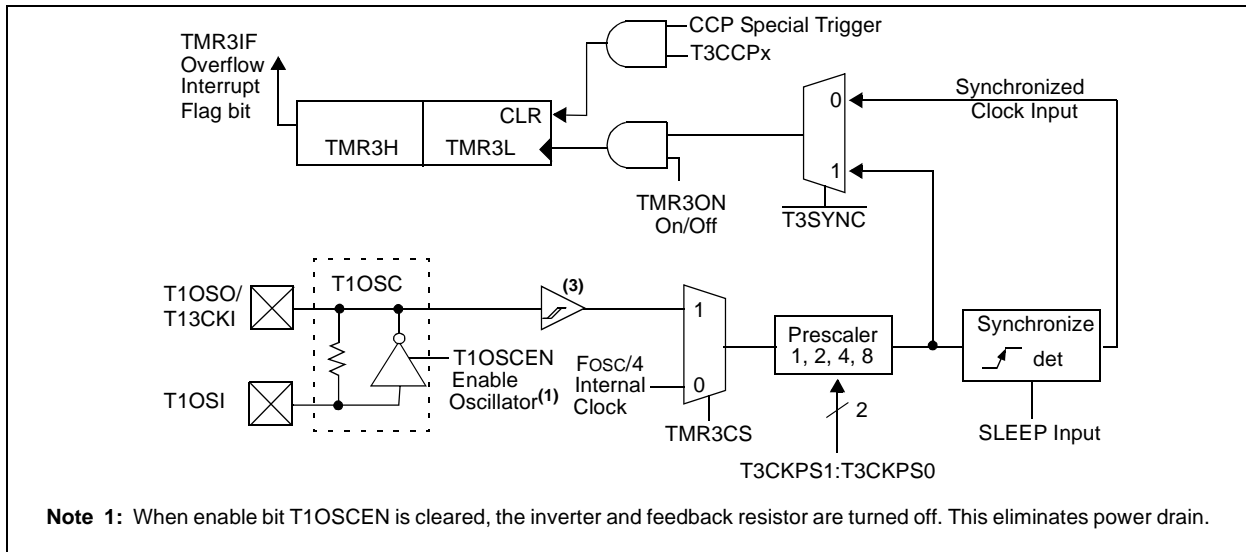 CCP Special Trigger
T3CCPx
TMR3IF
Overflow
Interrupt
Flag bit
CLR
TMR3H
TMR3L
TMR3ON
On/Off
0
1
T3SYNC
Synchronized
Clock Input
T1OSO/
T13CKI
T1OSI
T1OSC
T1OSCEN
Enable
Oscillator(1)
(3)
FOSC/4
Internal
Clock
1
0
TMR3CS
Prescaler
1, 2, 4, 8
2
T3CKPS1:T3CKPS0
Synchronize
det
SLEEP Input
Note 1: When enable bit T1OSCEN is cleared, the inverter and feedback resistor are turned off. This eliminates power drain.